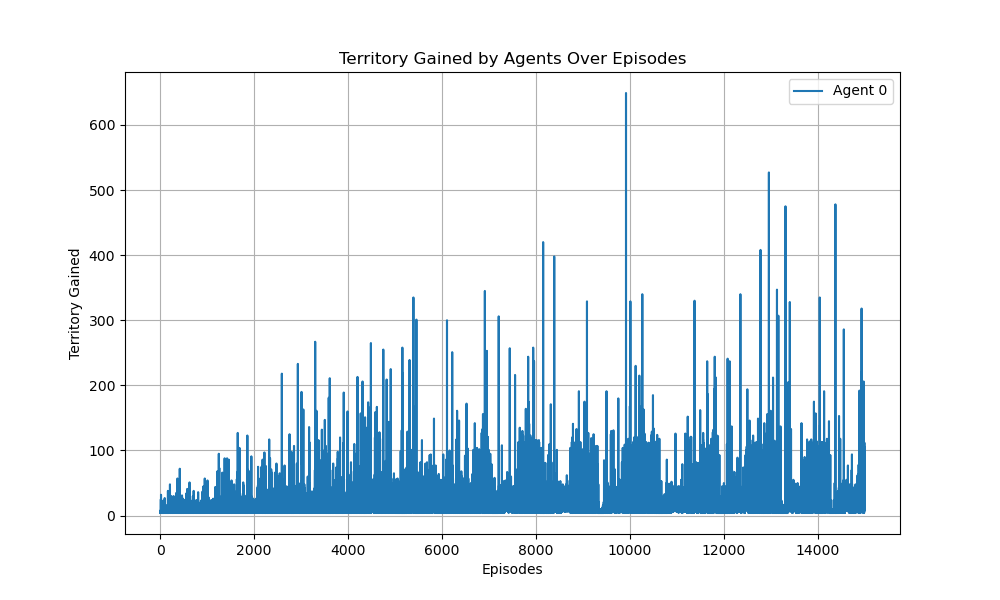 Territory Gained by Agents Over Episodes
Agent 0
Territory Gained
600
500
400
300
200
100
0
0 2000 4000 6000 8000 10000 12000 14000
Episodes